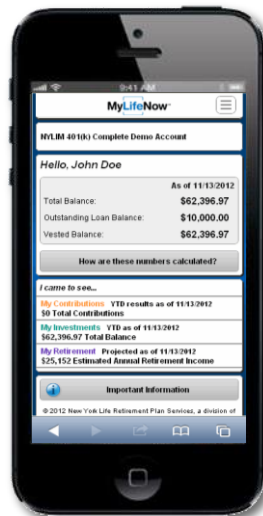 9:41 AM
MyLifeNow™
NYLIM 401(k) Complete Demo Account
Hello, John Doe
As of 11/13/2012
Total Balance: $62,396.97
Outstanding Loan Balance: $10,000.00
Vested Balance: $62,396.97
How are these numbers calculated?
I came to see...
My Contributions YTD results as of 11/13/2012
$0 Total Contributions
My Investments YTD as of 11/13/2012
$62,396.97 Total Balance
My Retirement Projected as of 11/13/2012
$25,152 Estimated Annual Retirement Income
Important Information
© 2012 New York Life Retirement Plan Services, a division of